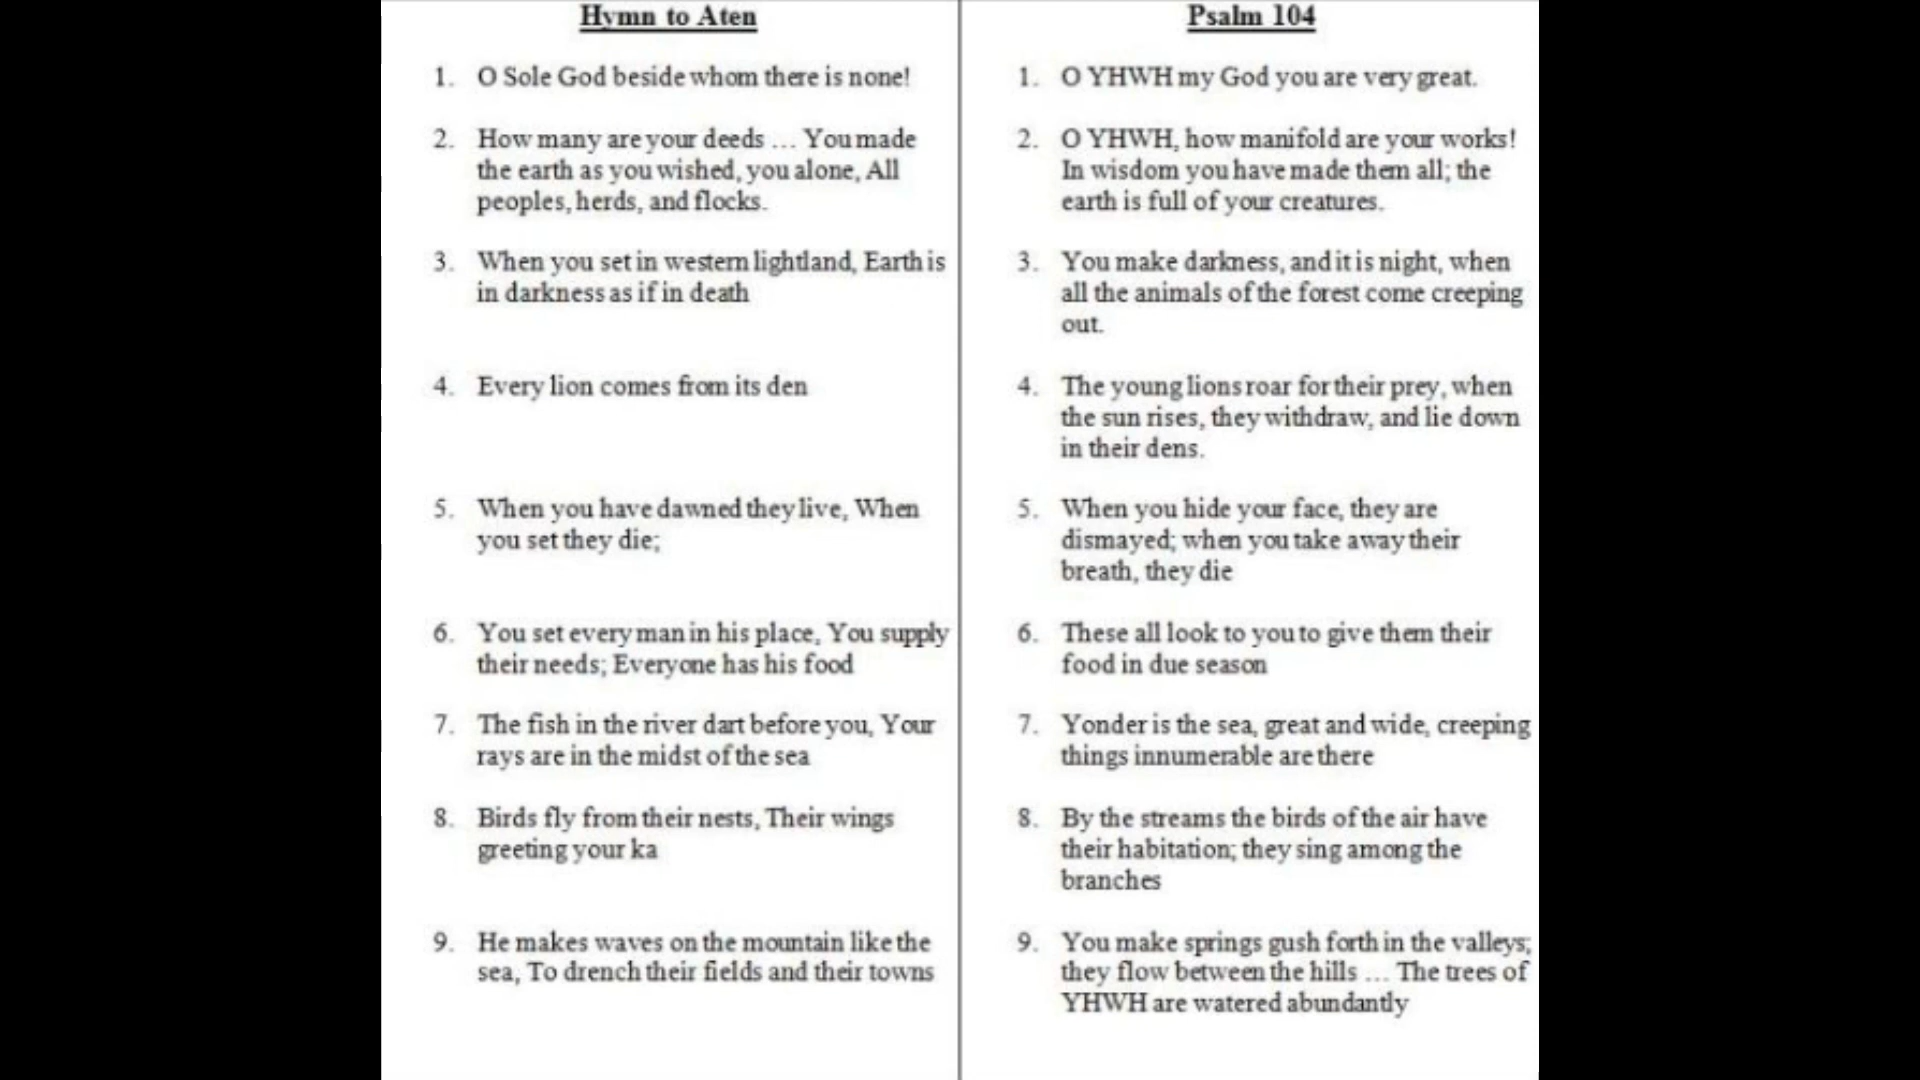 Hymn to Aten
1. O Sole God beside whom there is none!
2. How many are your deeds … You made
the earth as you wished, you alone, All
peoples, herds, and flocks.
3. When you set in western lightland, Earth is
in darkness as if in death
4. Every lion comes from its den
5. When you have dawned they live, When
you set they die;
6. You set every man in his place, You supply
their needs; Everyone has his food
7. The fish in the river dart before you, Your
rays are in the midst of the sea
8. Birds fly from their nests, Their wings
greeting your ka
9. He makes waves on the mountain like the
sea, To drench their fields and their towns
Psalm 104
1. O YHWH my God you are very great.
2. O YHWH, how manifold are your works!
In wisdom you have made them all; the
earth is full of your creatures.
3. You make darkness, and it is night, when
all the animals of the forest come creeping
out.
4. The young lions roar for their prey, when
the sun rises, they withdraw, and lie down
in their dens.
5. When you hide your face, they are
dismayed; when you take away their
breath, they die
6. These all look to you to give them their
food in due season
7. Yonder is the sea, great and wide, creeping
things innumerable are there
8. By the streams the birds of the air have
their habitation; they sing among the
branches
9. You make springs gush forth in the valleys;
they flow between the hills … The trees of
YHWH are watered abundantly